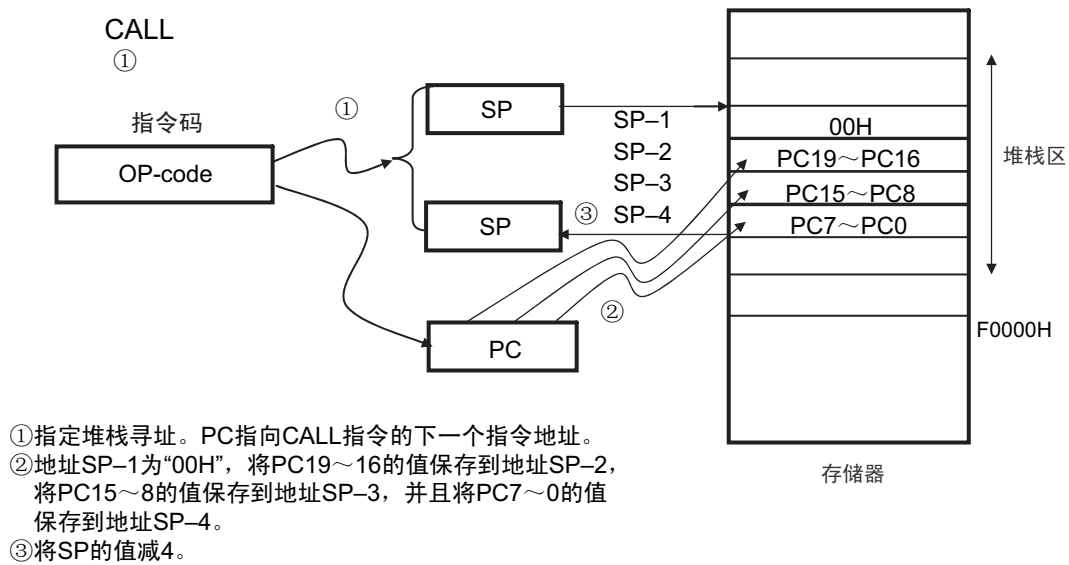 CALL
①
指令码
OP-code
①
SP
SP
③
SP–1
SP–2
SP–3
SP–4
②
PC
00H
PC19～PC16
PC15～PC8
PC7～PC0
堆栈区
F0000H
存储器
①指定堆栈寻址。PC指向CALL指令的下一个指令地址。
②地址SP–1为“00H”，将PC19～16的值保存到地址SP–2，
将PC15～8的值保存到地址SP–3，并且将PC7～0的值
保存到地址SP–4。
③将SP的值减4。